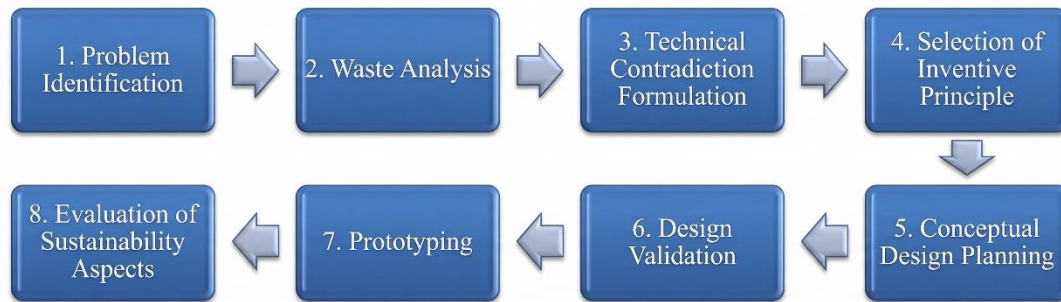 1. Problem
Identification
2. Waste Analysis
3. Technical
Contradiction
Formulation
4. Selection of
Inventive
Principle
5. Conceptual
Design Planning
6. Design
Validation
7. Prototyping
8. Evaluation of
Sustainability
Aspects